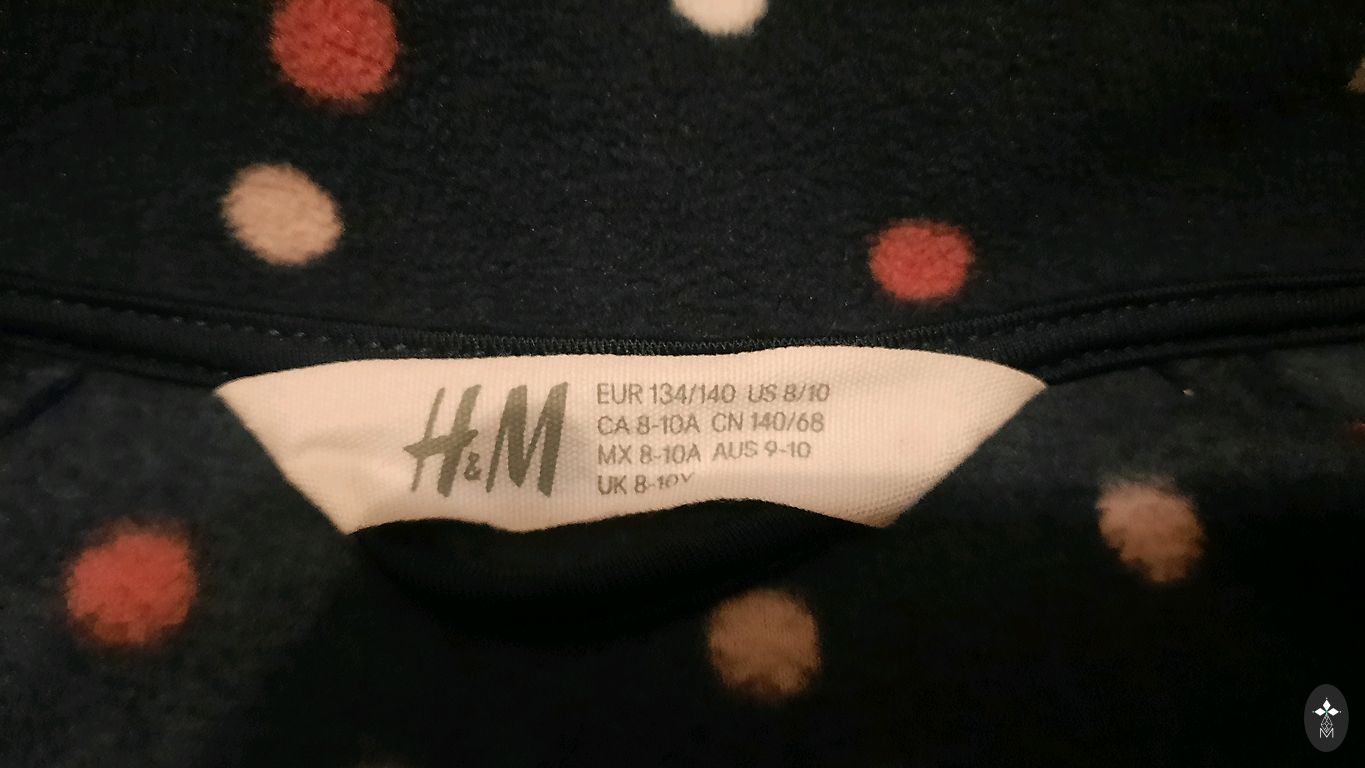 H&M
EUR 134/140 US 8/10
CA 8-10A CN 140/68
MX 8-10A AUS 9-10
UK 8-10Y
M